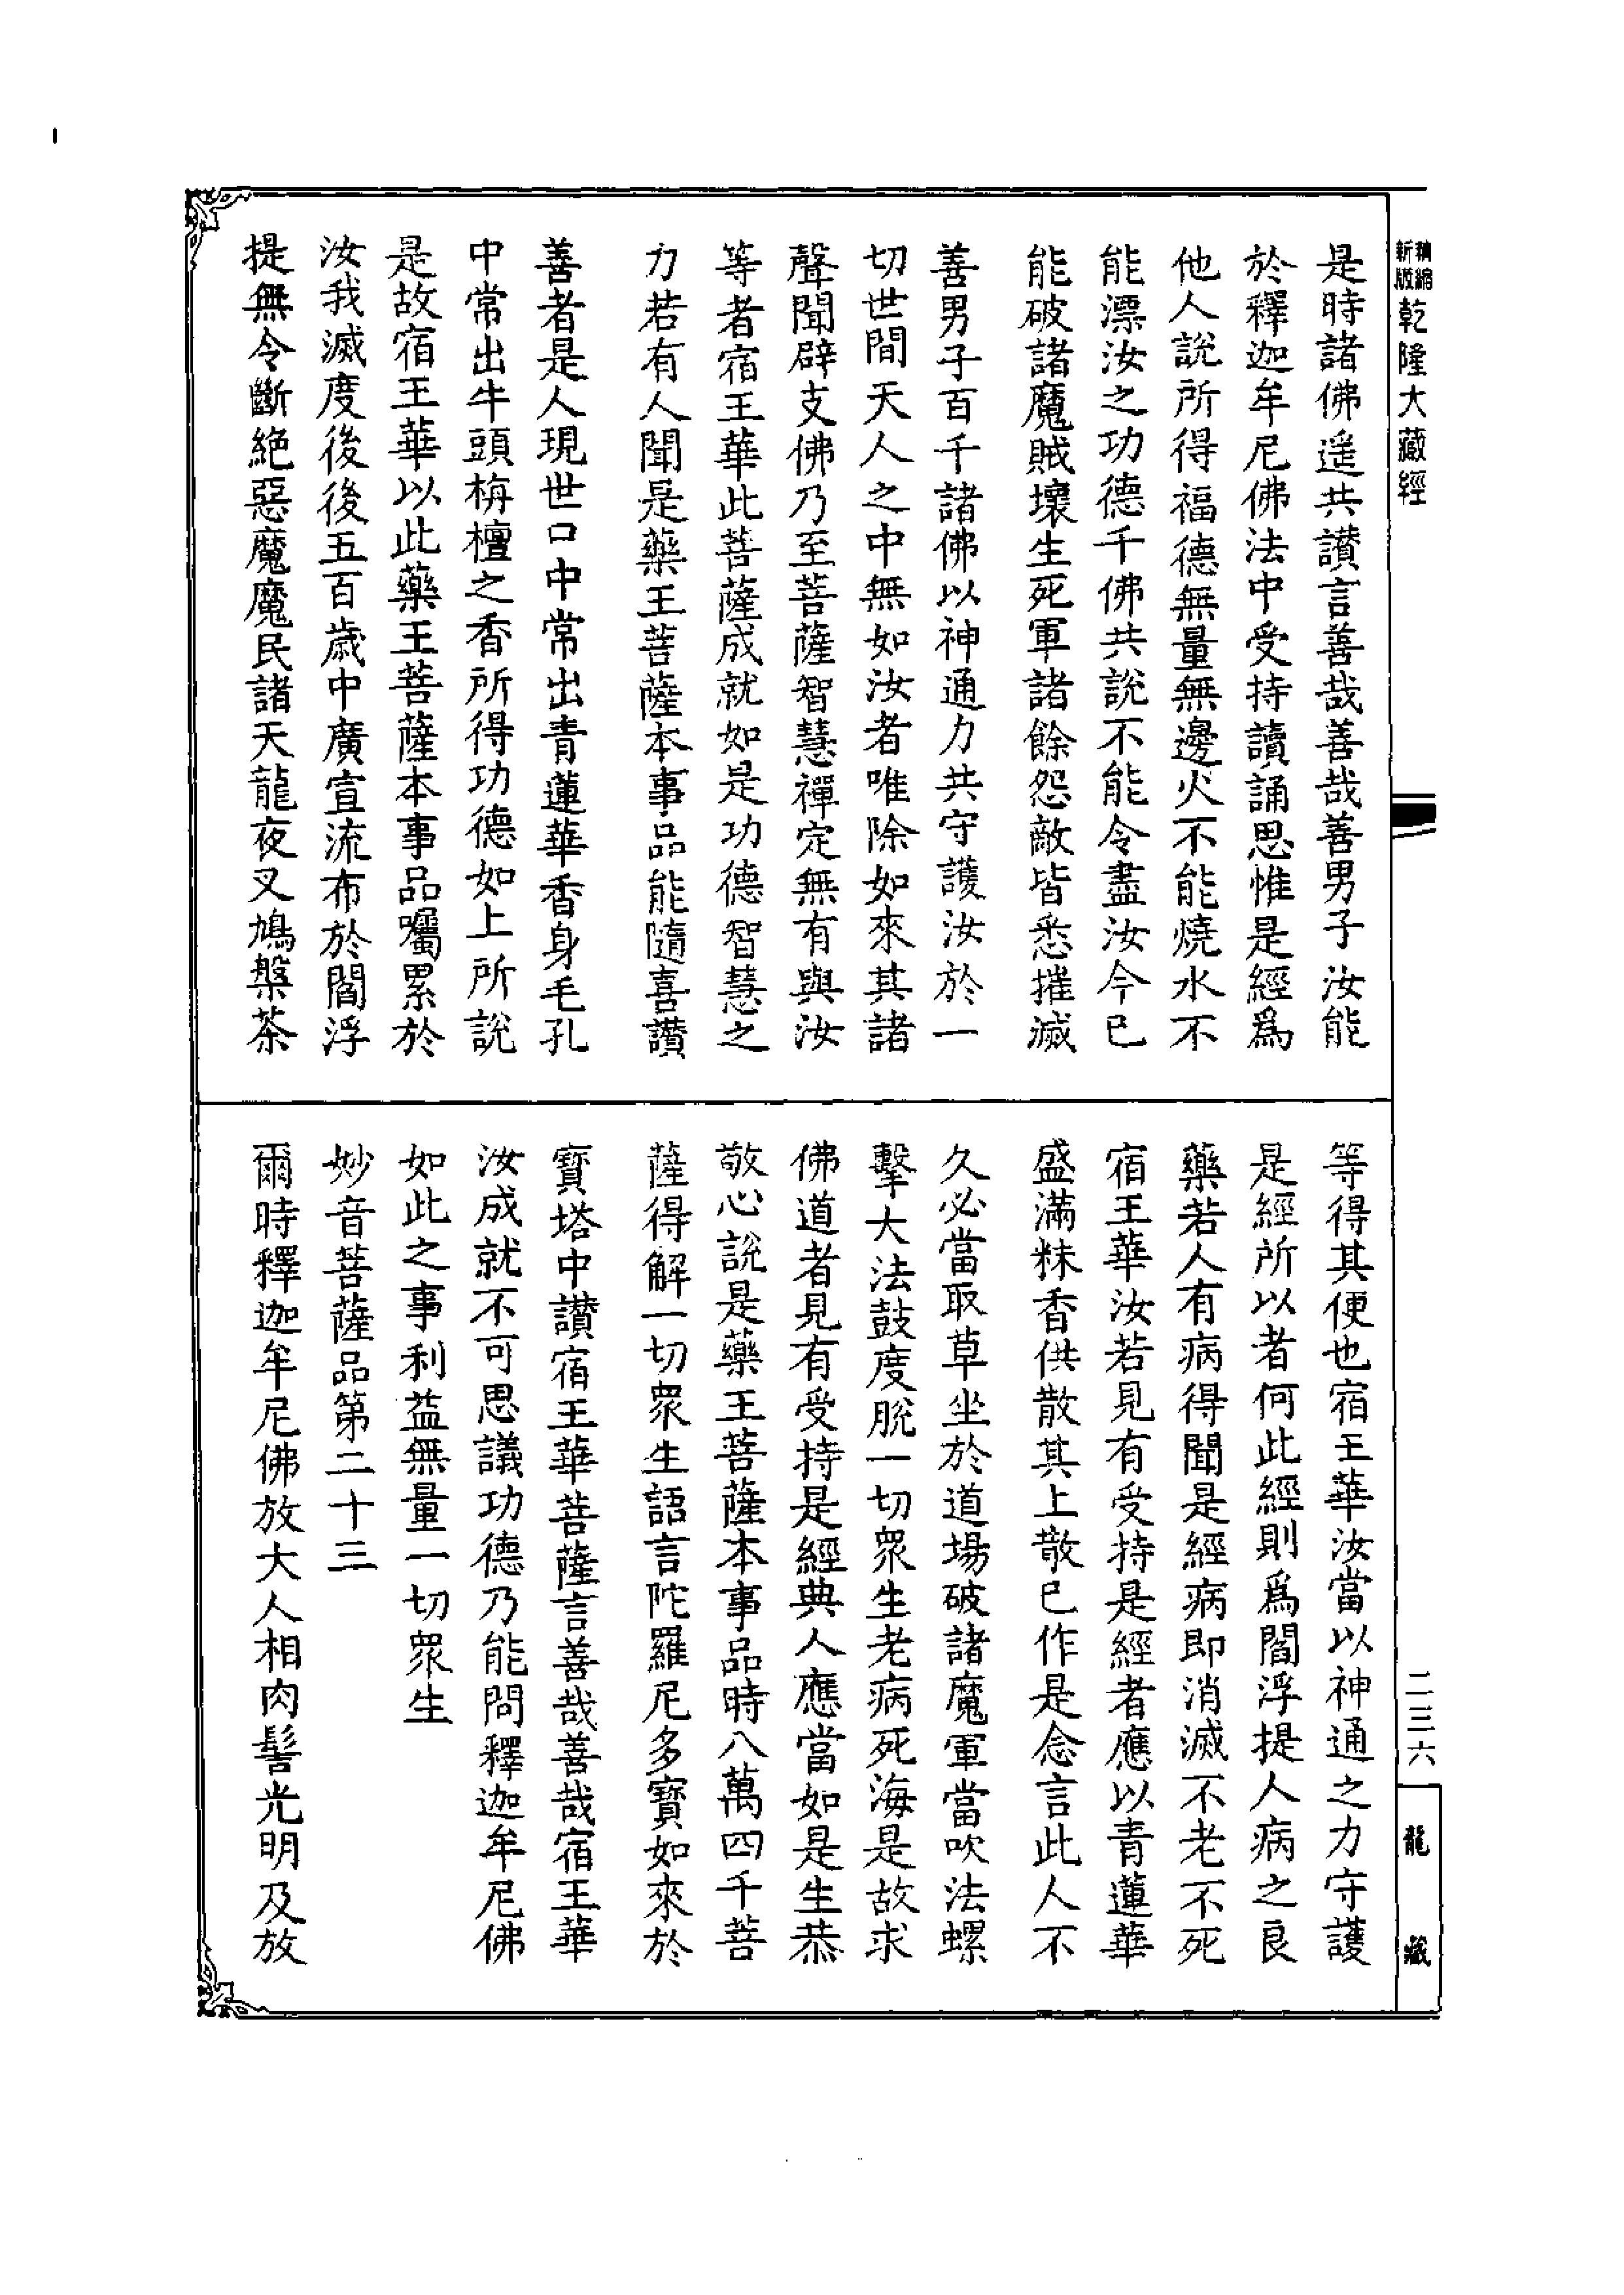 精縮新版乾隆大藏經
是時諸佛遥共讃言善哉善哉善男子汝能
於釋迦牟尼佛法中受持讀誦思惟是經爲
他人說所得福德無量無邊火不能燒水不
能漂汝之功德千佛共說不能令盡汝今已
能破諸魔賊壞生死軍諸餘怨敵皆悉摧滅
善男子百千諸佛以神通力共守護汝於一
切世間天人之中無如汝者唯除如來其諸
聲聞辟支佛乃至菩薩智慧禪定無有與汝
等者宿王華此菩薩成就如是功德智慧之
力若有人聞是藥王菩薩本事品能隨喜讃
善者是人現世口中常出青蓮華香身毛孔
中常出牛頭栴檀之香所得功德如上所說
是故宿王華以此藥王菩薩本事品囑累於
汝我滅度後後五百歲中廣宣流布於閻浮
提無令斷絕惡魔魔民諸天龍夜叉鳩槃茶
等得其便也宿王華汝當以神通之力守護
是經所以者何此經則爲閻浮提人病之良
藥若人有病得聞是經病即消滅不老不死
宿王華汝若見有受持是經者應以青蓮華
盛滿粖香供散其上散已作是念言此人不
久必當取草坐於道場破諸魔軍當吹法螺
擊大法鼓度脫一切眾生老病死海是故求
佛道者見有受持是經典人應當如是生恭
敬心說是藥王菩薩本事品時八萬四千菩
薩得解一切眾生語言陀羅尼多寶如來於
寶塔中讃宿王華菩薩言善哉善哉宿王華
汝成就不可思議功德乃能問釋迦牟尼佛
如此之事利益無量一切眾生
妙音菩薩品第二十三
爾時釋迦牟尼佛放大人相肉髻光明及放
二三六
龍藏